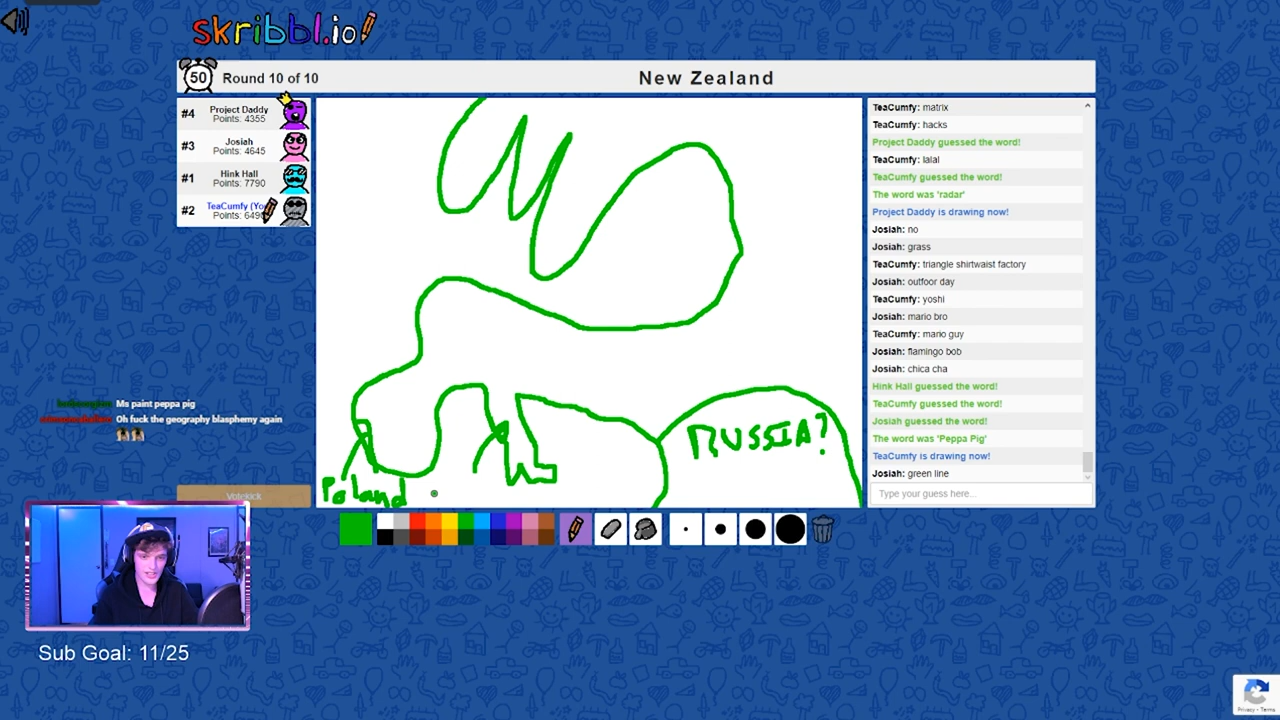 skribbl.io
50
Round 10 of 10
New Zealand
#4
Project Daddy
Points: 4355
#3
Josiah
Points: 4645
#1
Hink Hall
Points: 7790
#2
TeaCumfy (Yo
Points: 649
TeaCumfy: matrix
TeaCumfy: hacks
Project Daddy guessed the word!
TeaCumfy: lalal
TeaCumfy guessed the word!
The word was 'radar'
Project Daddy is drawing now!
Josiah: no
Josiah: grass
TeaCumfy: triangle shirtwaist factory
Josiah: outfoor day
TeaCumfy: yoshi
Josiah: mario bro
TeaCumfy: mario guy
Josiah: flamingo bob
Josiah: chica cha
Hink Hall guessed the word!
TeaCumfy guessed the word!
Josiah guessed the word!
The word was 'Peppa Pig'
TeaCumfy is drawing now!
Josiah: green line
Type your guess here...
RUSSIA?
Poland
Ms paint peppa pig
Oh fuck the geography blasphemy again
Votekick
Sub Goal: 11/25
Privacy - Terms